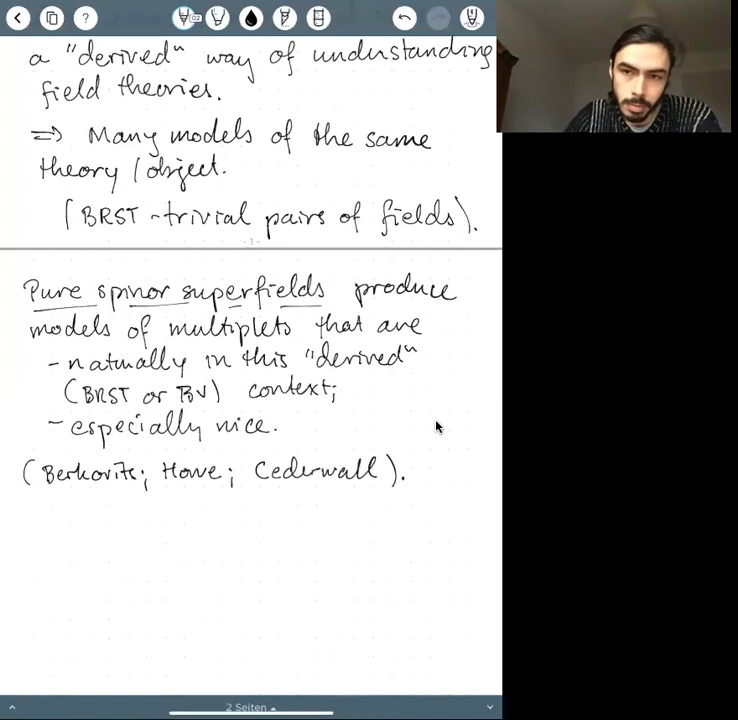 a "derived" way of understanding
field theories.
⇒ Many models of the same
theory / object.
(BRST-trivial pairs of fields).
Pure spinor superfields produce
models of multiplets that are
- naturally in this "derived"
(BRST or BV) context;
- especially nice.
(Berkovits; Howe; Cederwall).
2 Seiten